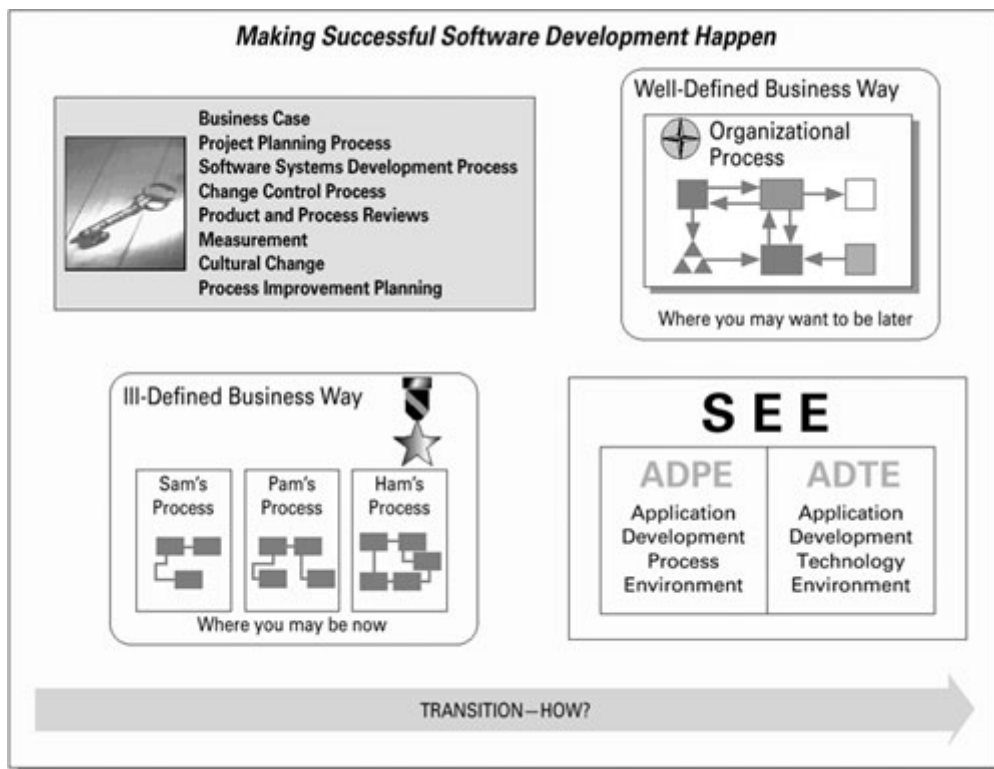 Making Successful Software Development Happen
Business Case
Project Planning Process
Software Systems Development Process
Change Control Process
Product and Process Reviews
Measurement
Cultural Change
Process Improvement Planning
Well-Defined Business Way
Organizational
Process
Where you may want to be later
Ill-Defined Business Way
Sam's
Process
Pam's
Process
Ham's
Process
Where you may be now
SEE
ADPE
Application
Development
Process
Environment
ADTE
Application
Development
Technology
Environment
TRANSITION—HOW?